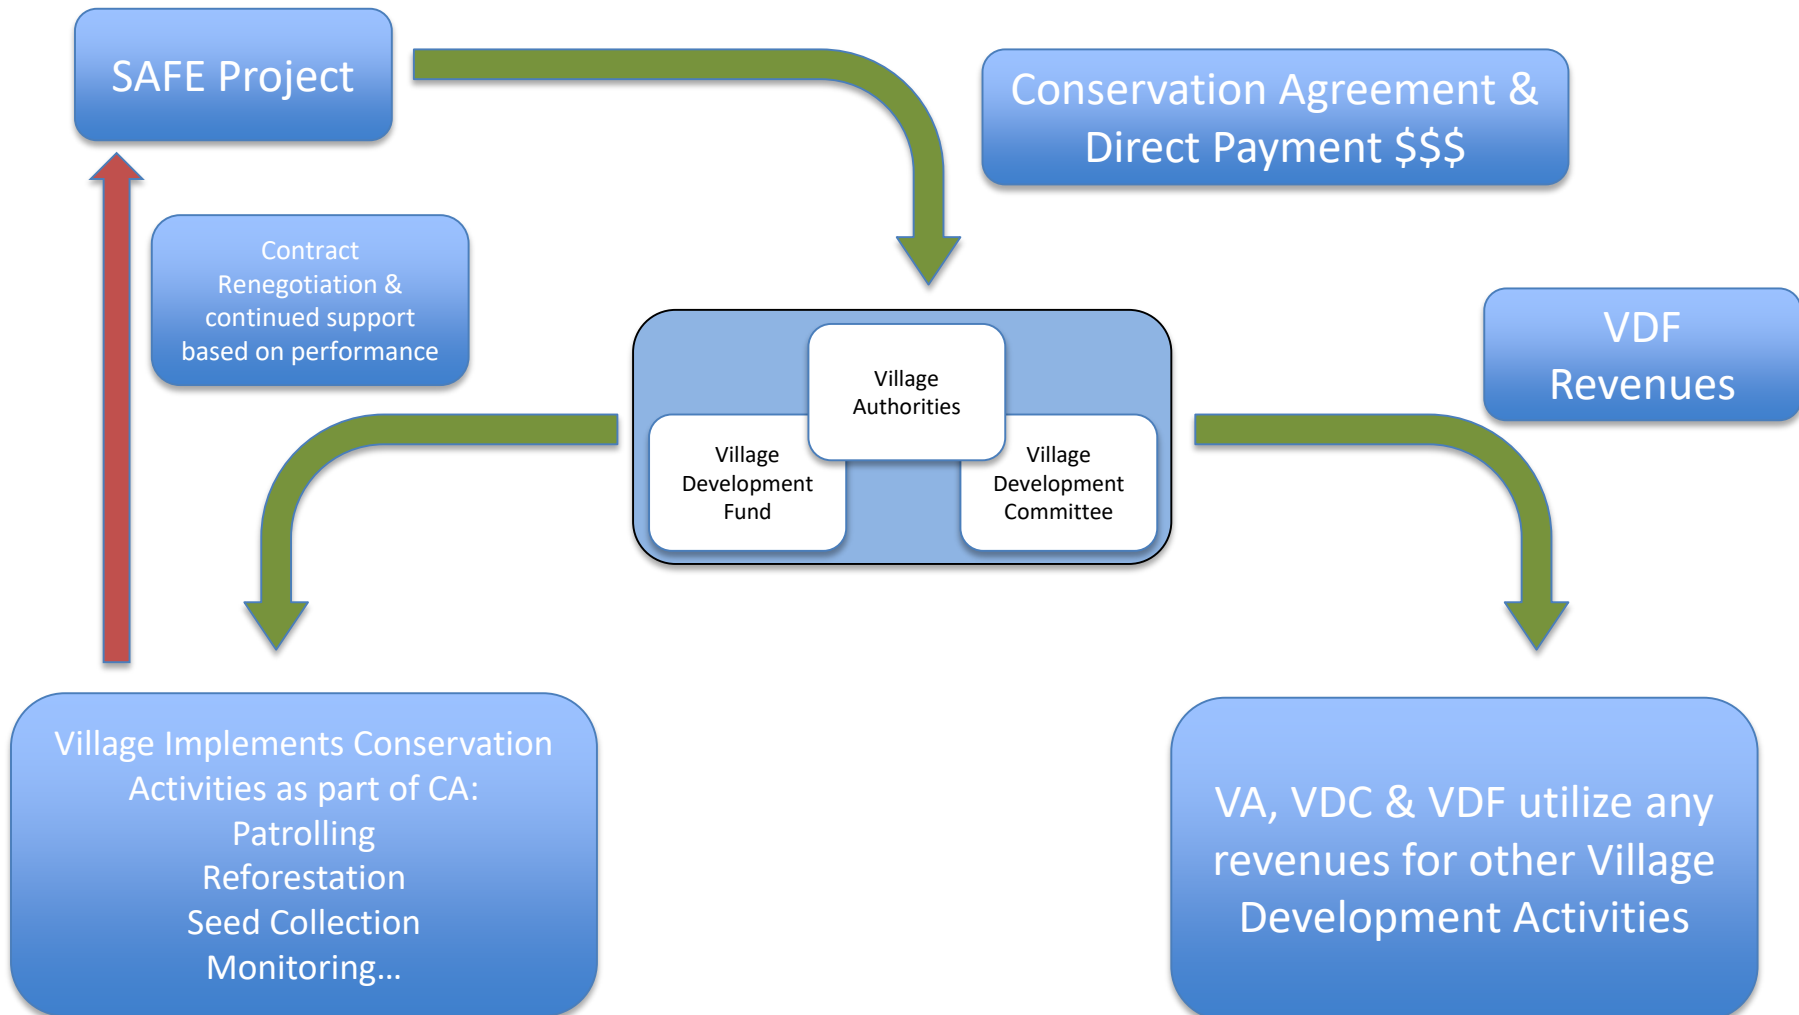 SAFE Project
Conservation Agreement &
Direct Payment $$$
Contract
Renegotiation &
continued support
based on performance
VDF
Revenues
Village
Authorities
Village
Development
Fund
Village
Development
Committee
Village Implements Conservation
Activities as part of CA:
Patrolling
Reforestation
Seed Collection
Monitoring…
VA, VDC & VDF utilize any
revenues for other Village
Development Activities